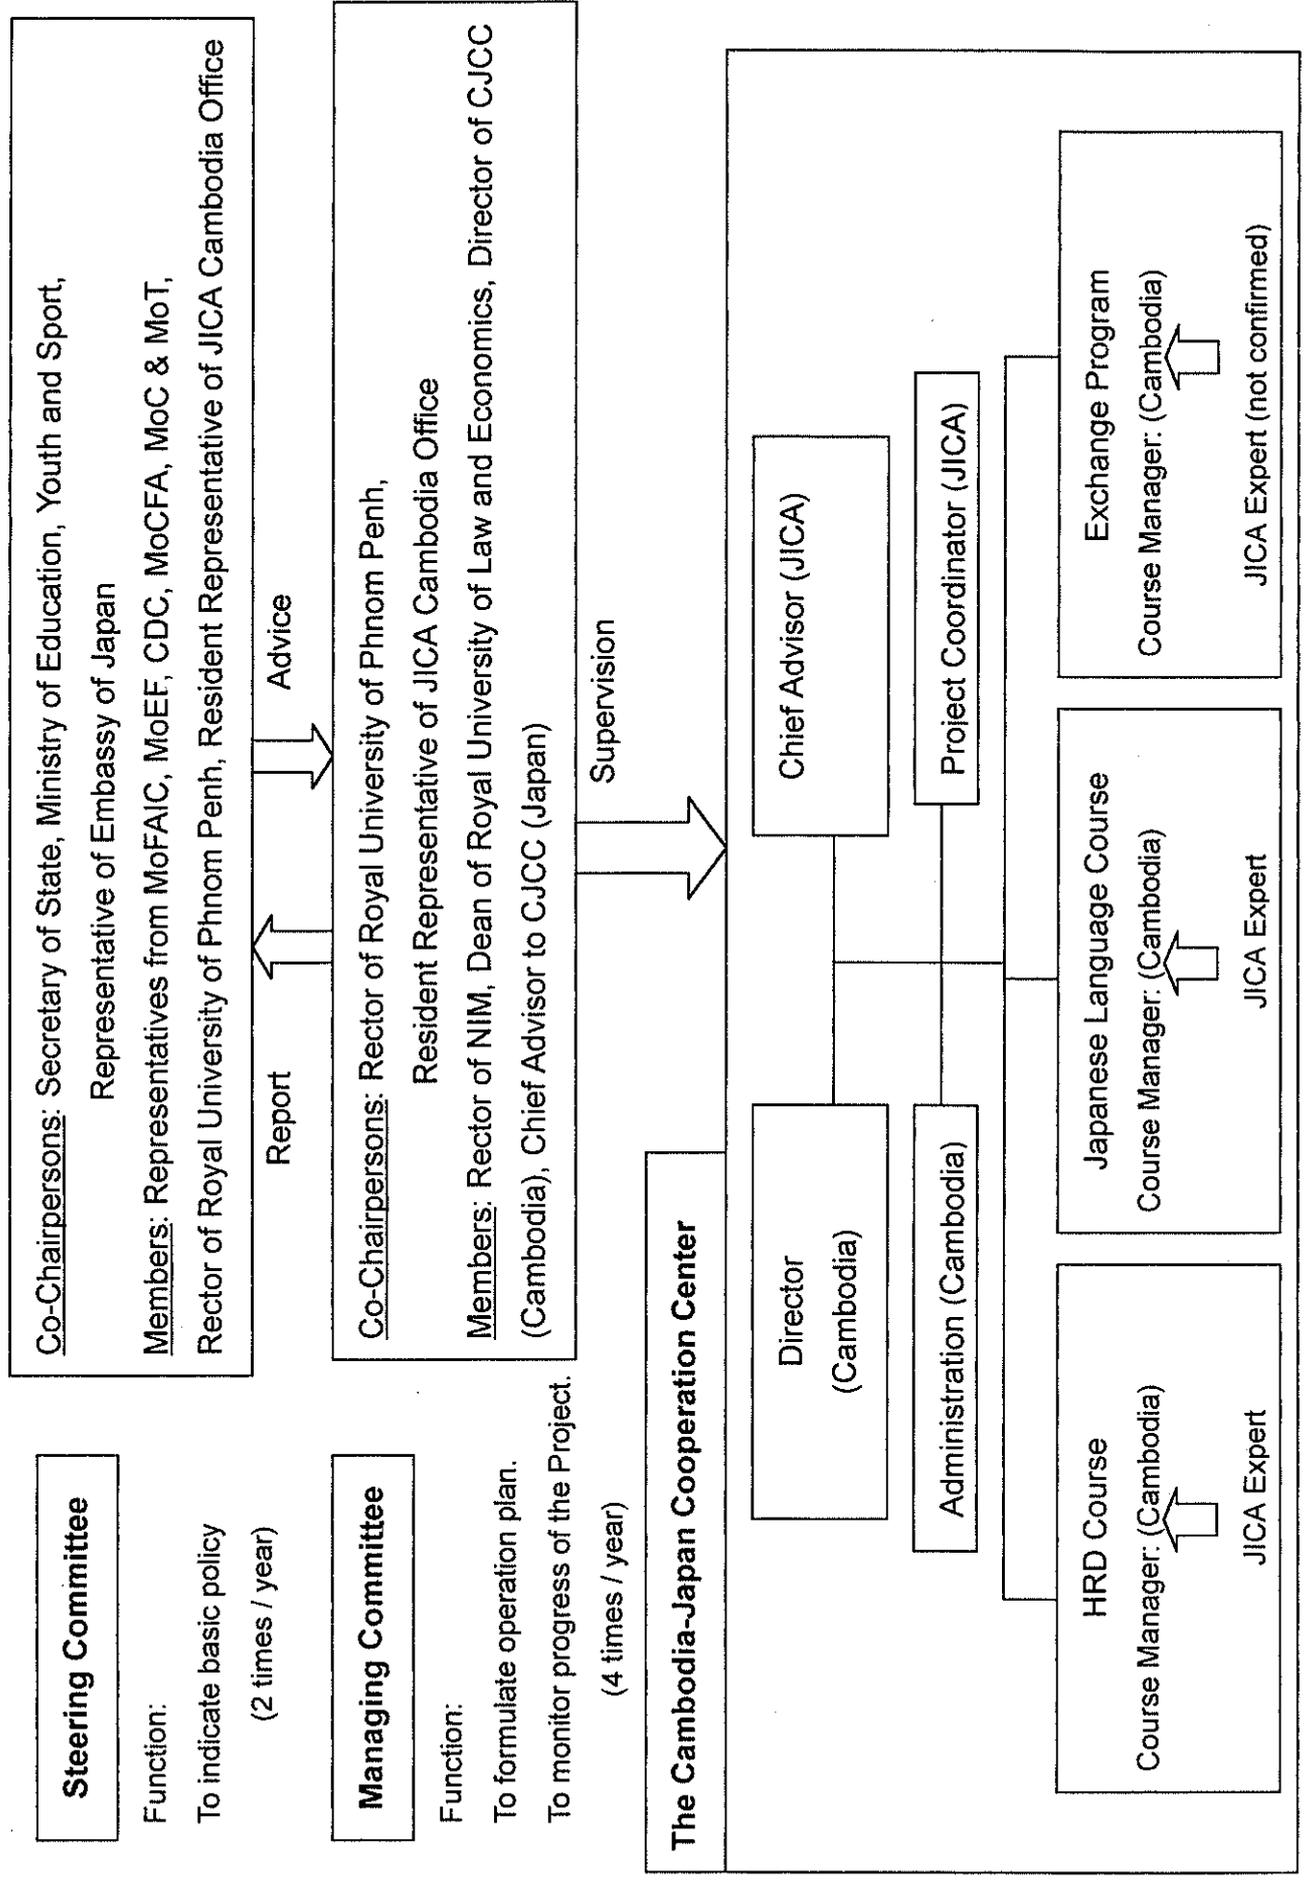 Steering Committee
Function:
To indicate basic policy
(2 times / year)
Co-Chairpersons: Secretary of State, Ministry of Education, Youth and Sport,
Representative of Embassy of Japan
Members: Representatives from MoFAIC, MoEF, CDC, MoCFA, MoC & MoT,
Rector of Royal University of Phnom Penh, Resident Representative of JICA Cambodia Office
Report
Advice
Managing Committee
Function:
To formulate operation plan.
To monitor progress of the Project.
(4 times / year)
Co-Chairpersons: Rector of Royal University of Phnom Penh,
Resident Representative of JICA Cambodia Office
Members: Rector of NIM, Dean of Royal University of Law and Economics, Director of CJCC
(Cambodia), Chief Advisor to CJCC (Japan)
Supervision
The Cambodia-Japan Cooperation Center
Director
(Cambodia)
Chief Advisor (JICA)
Administration (Cambodia)
Project Coordinator (JICA)
HRD Course
Course Manager: (Cambodia)
JICA Expert
Japanese Language Course
Course Manager: (Cambodia)
JICA Expert
Exchange Program
Course Manager: (Cambodia)
JICA Expert (not confirmed)